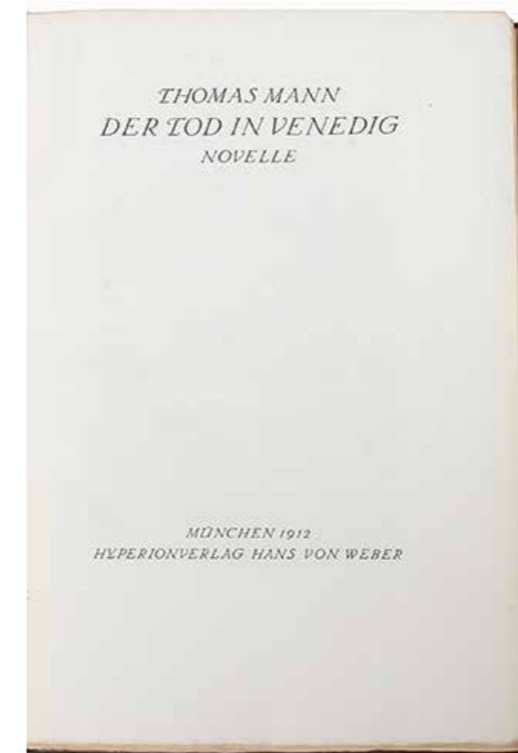 THOMAS MANN
DER TOD IN VENEDIG
NOVELLE
MÜNCHEN 1912
HYPERIONVERLAG HANS VON WEBER